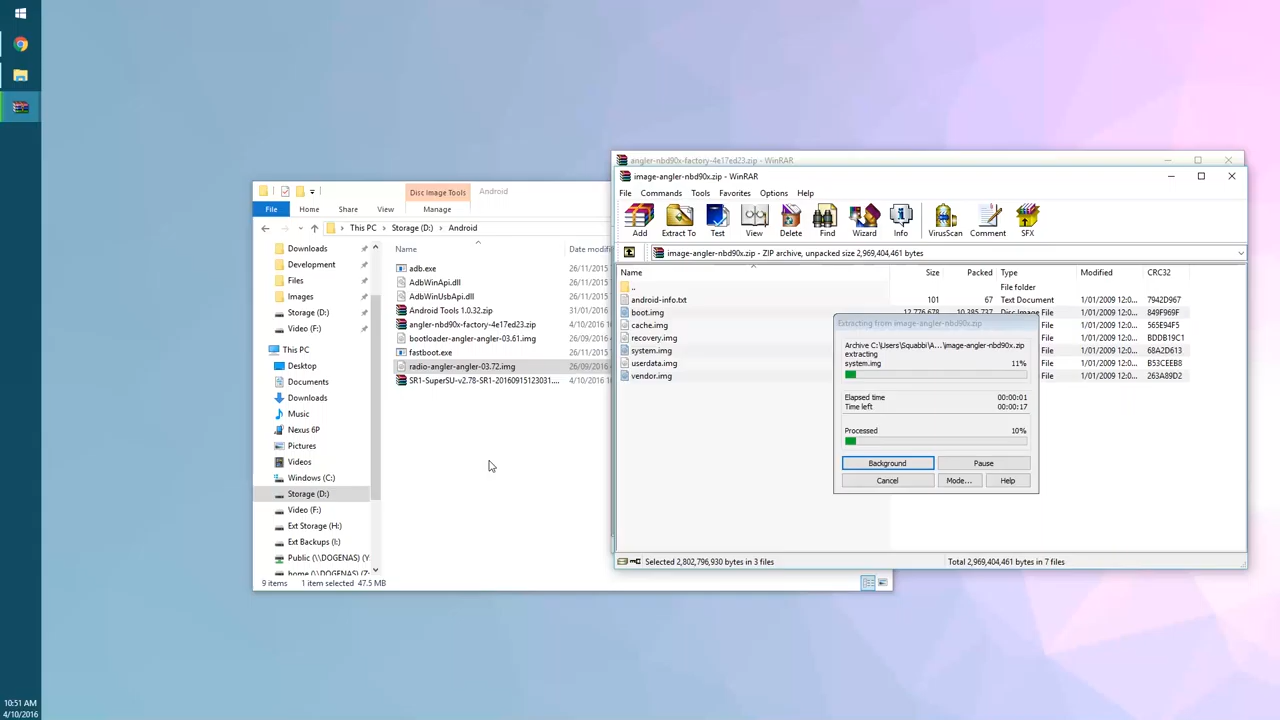 angler-nbd90x-factory-4e17ed23.zip - WinRAR
image-angler-nbd90x.zip - WinRAR
File Commands Tools Favorites Options Help
Add Extract To Test View Delete Find Wizard Info VirusScan Comment SFX
image-angler-nbd90x.zip - ZIP archive, unpacked size 2,969,404,461 bytes
Name Size Packed Type Modified CRC32
.. File folder
android-info.txt 101 67 Text Document 1/01/2009 12:0... 7942D967
boot.img 12,776,678 10,395,737 Disc Image File 1/01/2009 12:0... 849F969F
cache.img File 1/01/2009 12:0... 565E94F5
recovery.img File 1/01/2009 12:0... BDDB19C1
system.img File 1/01/2009 12:0... 68A2D613
userdata.img File 1/01/2009 12:0... B53CEEB8
vendor.img File 1/01/2009 12:0... 263A89D2
Selected 2,802,796,930 bytes in 3 files Total 2,969,404,461 bytes in 7 files
Extracting from image-angler-nbd90x.zip
Archive C:\Users\Squabbi\A...\image-angler-nbd90x.zip
extracting
system.img 11%
Elapsed time 00:00:01
Time left 00:00:17
Processed 10%
Background Pause
Cancel Mode... Help
Disc Image Tools Android
File Home Share View Manage
This PC Storage (D:) Android
Name Date modifi
Downloads
Development
Files
Images
Storage (D:)
Video (F:)
This PC
Desktop
Documents
Downloads
Music
Nexus 6P
Pictures
Videos
Windows (C:)
Storage (D:)
Video (F:)
Ext Storage (H:)
Ext Backups (I:)
Public (\\DOGENAS) (Y
home (\\DOGENAS) (Z:
adb.exe 26/11/2015
AdbWinApi.dll 26/11/2015
AdbWinUsbApi.dll 26/11/2015
Android Tools 1.0.32.zip 31/01/2016
angler-nbd90x-factory-4e17ed23.zip 4/10/2016
bootloader-angler-angler-03.61.img 26/09/2016
fastboot.exe 26/11/2015
radio-angler-angler-03.72.img 26/09/2016
SR1-SuperSU-v2.78-SR1-20160915123031.... 4/10/2016
9 items 1 item selected 47.5 MB
10:51 AM
4/10/2016